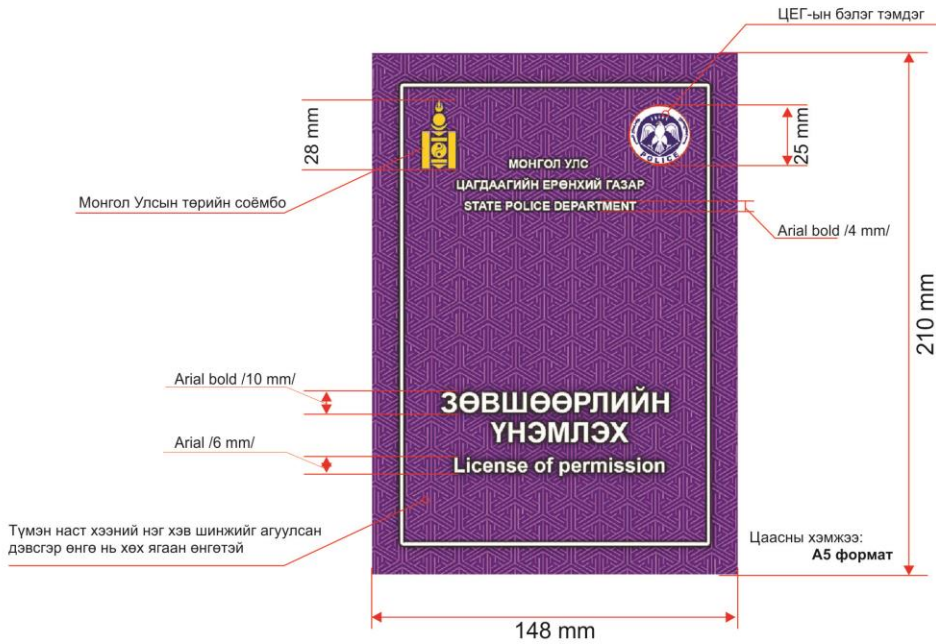 ЦЕГ-ын бэлэг тэмдэг
28 mm
25 mm
POLICE
МОНГОЛ УЛС
ЦАГДААГИЙН ЕРӨНХИЙ ГАЗАР
STATE POLICE DEPARTMENT
Монгол Улсын төрийн соёмбо
Arial bold /4 mm/
210 mm
Arial bold /10 mm/
ЗӨВШӨӨРЛИЙН
ҮНЭМЛЭХ
Arial /6 mm/
License of permission
Түмэн наст хээний нэг хэв шинжийг агуулсан
дэвсгэр өнгө нь хөх ягаан өнгөтэй
Цаасны хэмжээ:
А5 формат
148 mm